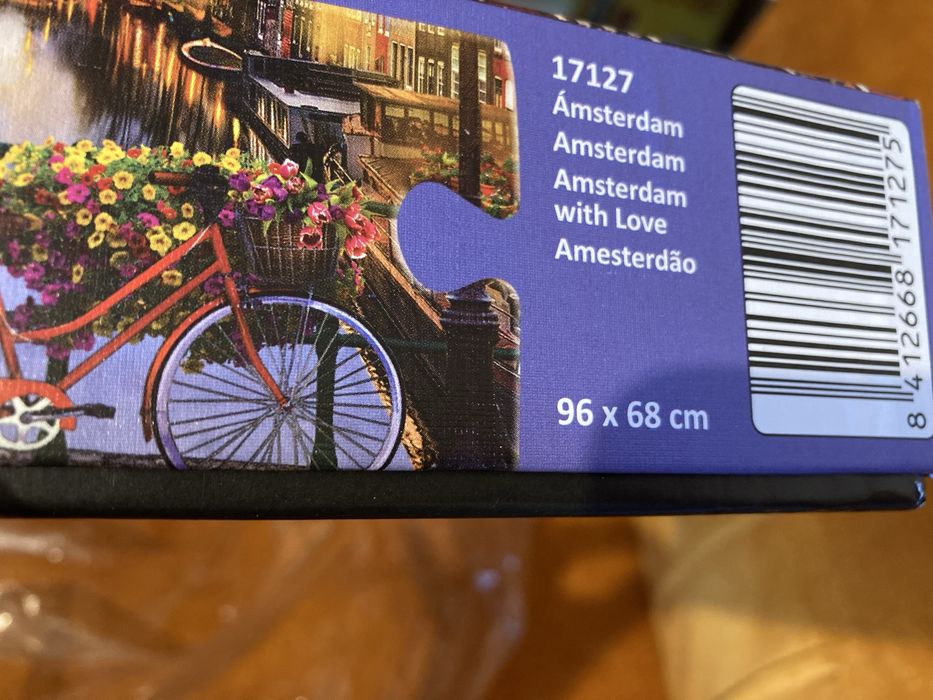 17127
Ámsterdam
Amsterdam
Amsterdam
with Love
Amesterdão
96 x 68 cm
8 412668 171275